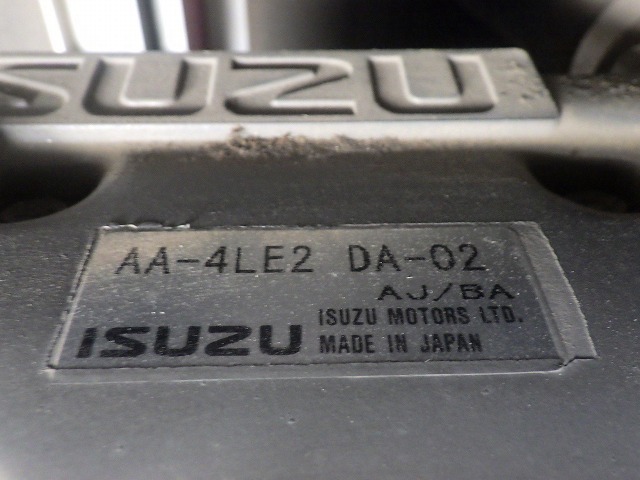 ISUZU
AA-4LE2 DA-02
AJ/BA
ISUZU ISUZU MOTORS LTD.
MADE IN JAPAN